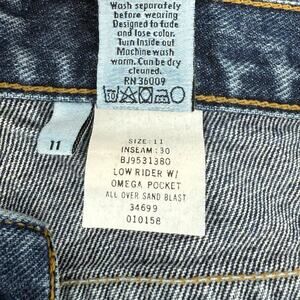 Wash separately
before wearing
Designed to fade
and lose color.
Turn Inside out
Machine wash
warm. Can be dry
cleaned.
RN 36009
11
SIZE: 11
INSEAM: 30
BJ9531380
LOW RIDER W/
OMEGA POCKET
ALL OVER SAND BLAST
34699
010158